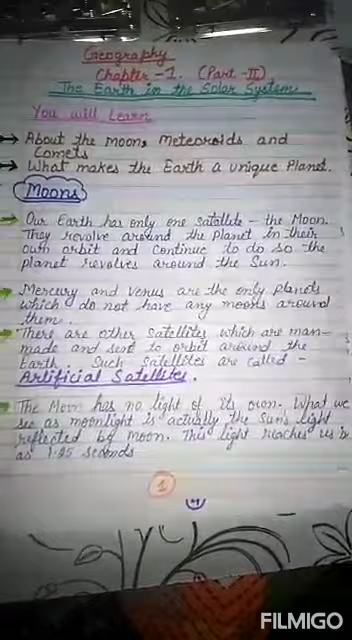 Geography
Chapter-1. (Part-II)
The Earth in the Solar System
You will Learn
→ About the moons, Meteoroids and
Comets
→ What makes the Earth a unique Planet.
Moons
→ Our Earth has only one satellite - the Moon.
They revolve around the planet in their
own orbit and continue to do so the
planet revolves around the Sun.
→ Mercury and Venus are the only planets
which do not have any moons around
them.
→ There are other satellites which are man-
made and sent to orbit around the
Earth. Such Satellites are called -
Artificial Satellites.
→ The Moon has no light of its own. What we
see as moonlight is actually the Sun's light
reflected by Moon. This light reaches us is
as 1.25 seconds
1
FILMIGO